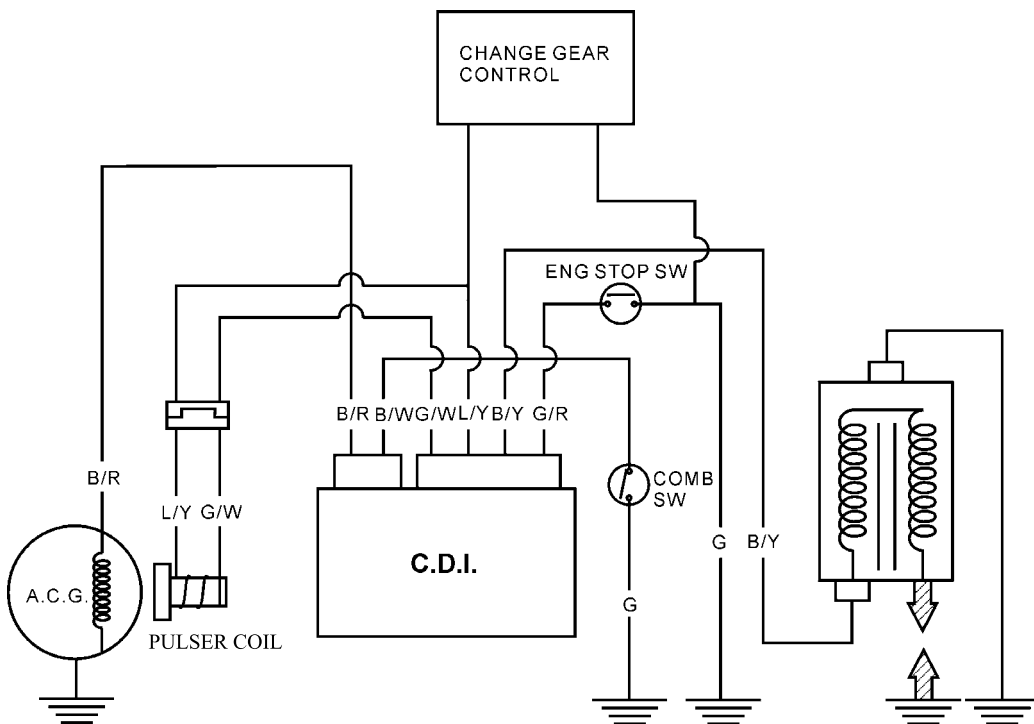 CHANGE GEAR
CONTROL
ENG STOP SW
B/R
B/W
G/W
L/Y
B/Y
G/R
B/R
L/Y
G/W
COMB
SW
G
B/Y
C.D.I.
A.C.G.
G
PULSER COIL